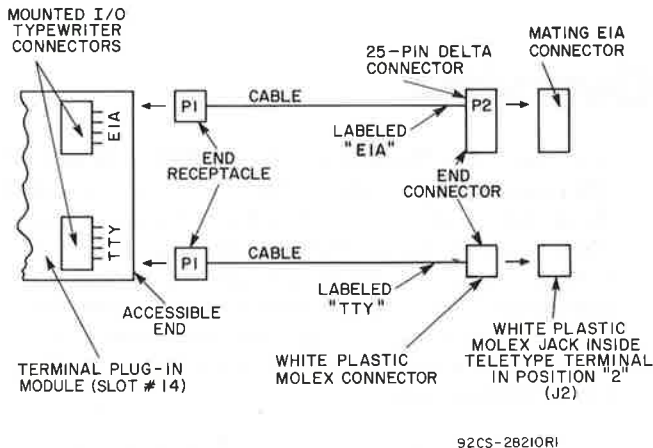 MOUNTED I/O
TYPEWRITER
CONNECTORS
25-PIN DELTA
CONNECTOR
MATING EIA
CONNECTOR
EIA
P1
CABLE
P2
LABELED
"EIA"
END
RECEPTACLE
END
CONNECTOR
TTY
P1
CABLE
LABELED
"TTY"
ACCESSIBLE
END
TERMINAL PLUG-IN
MODULE (SLOT #14)
WHITE PLASTIC
MOLEX CONNECTOR
WHITE PLASTIC
MOLEX JACK INSIDE
TELETYPE TERMINAL
IN POSITION "2"
(J2)
92CS-28210R1